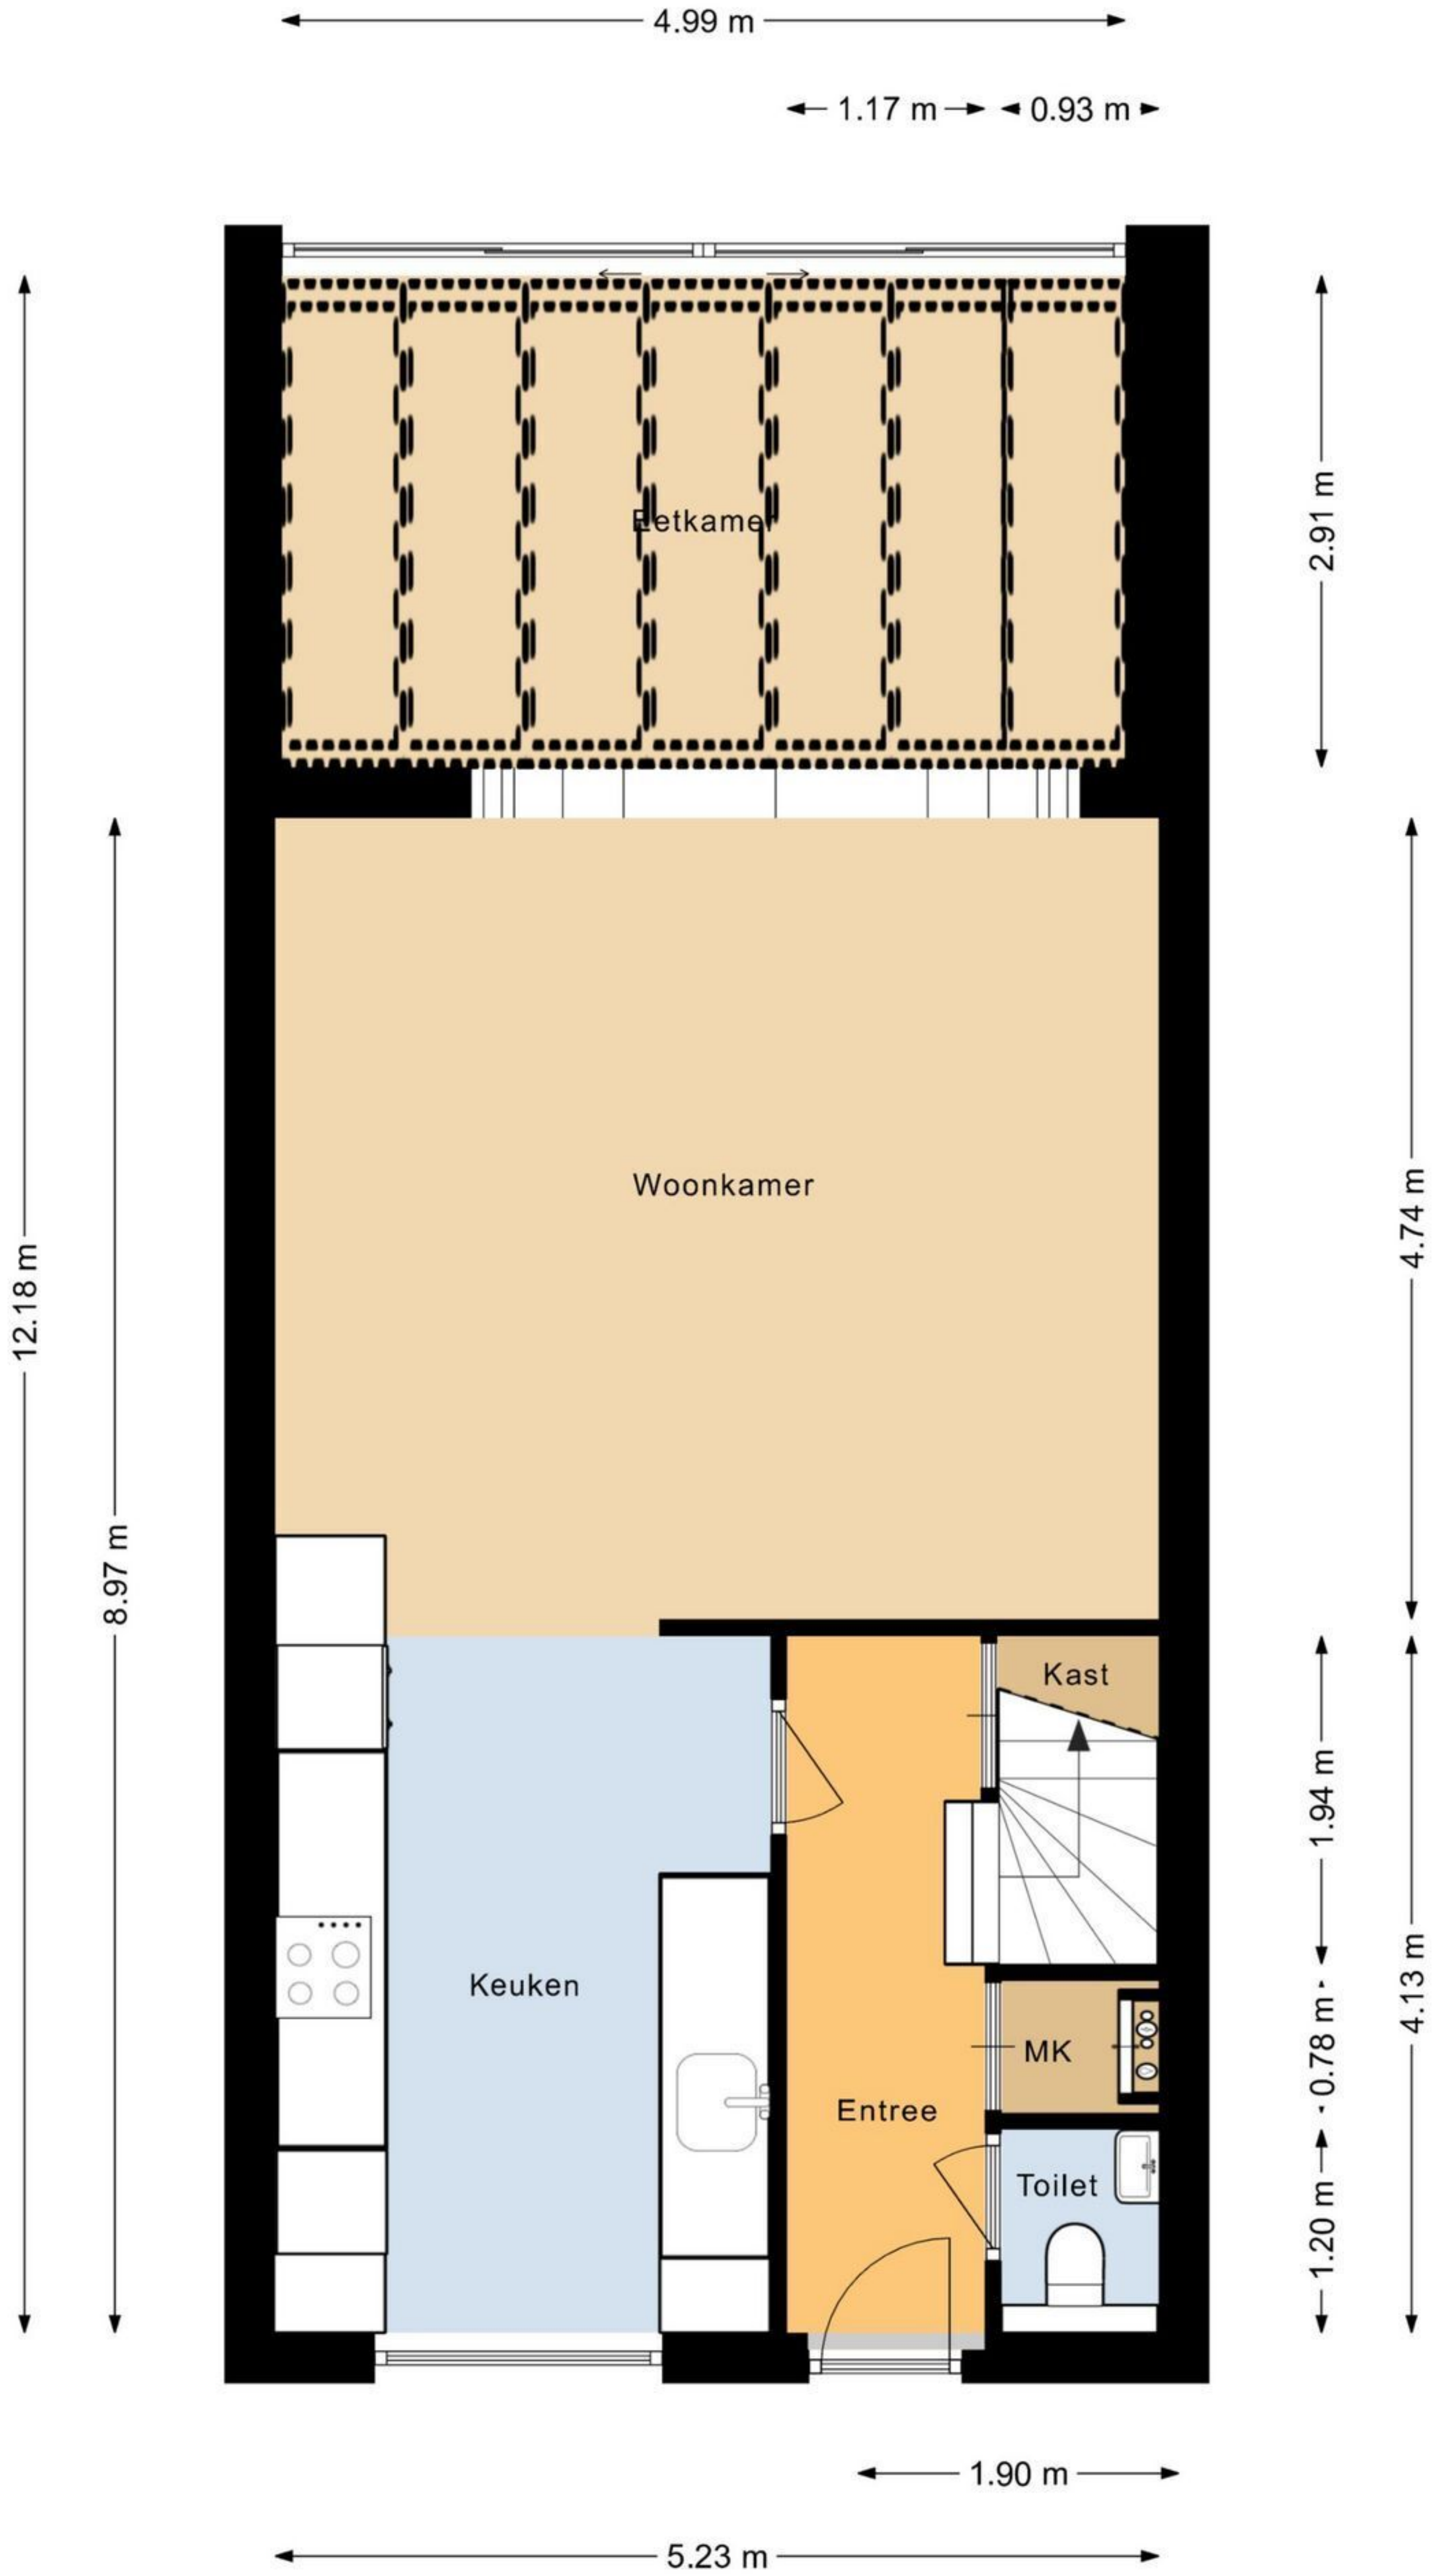 4.99 m
1.17 m
0.93 m
2.91 m
Eetkamer
12.18 m
8.97 m
Woonkamer
4.74 m
Kast
1.94 m
Keuken
4.13 m
0.78 m
MK
Entree
Toilet
1.20 m
1.90 m
5.23 m